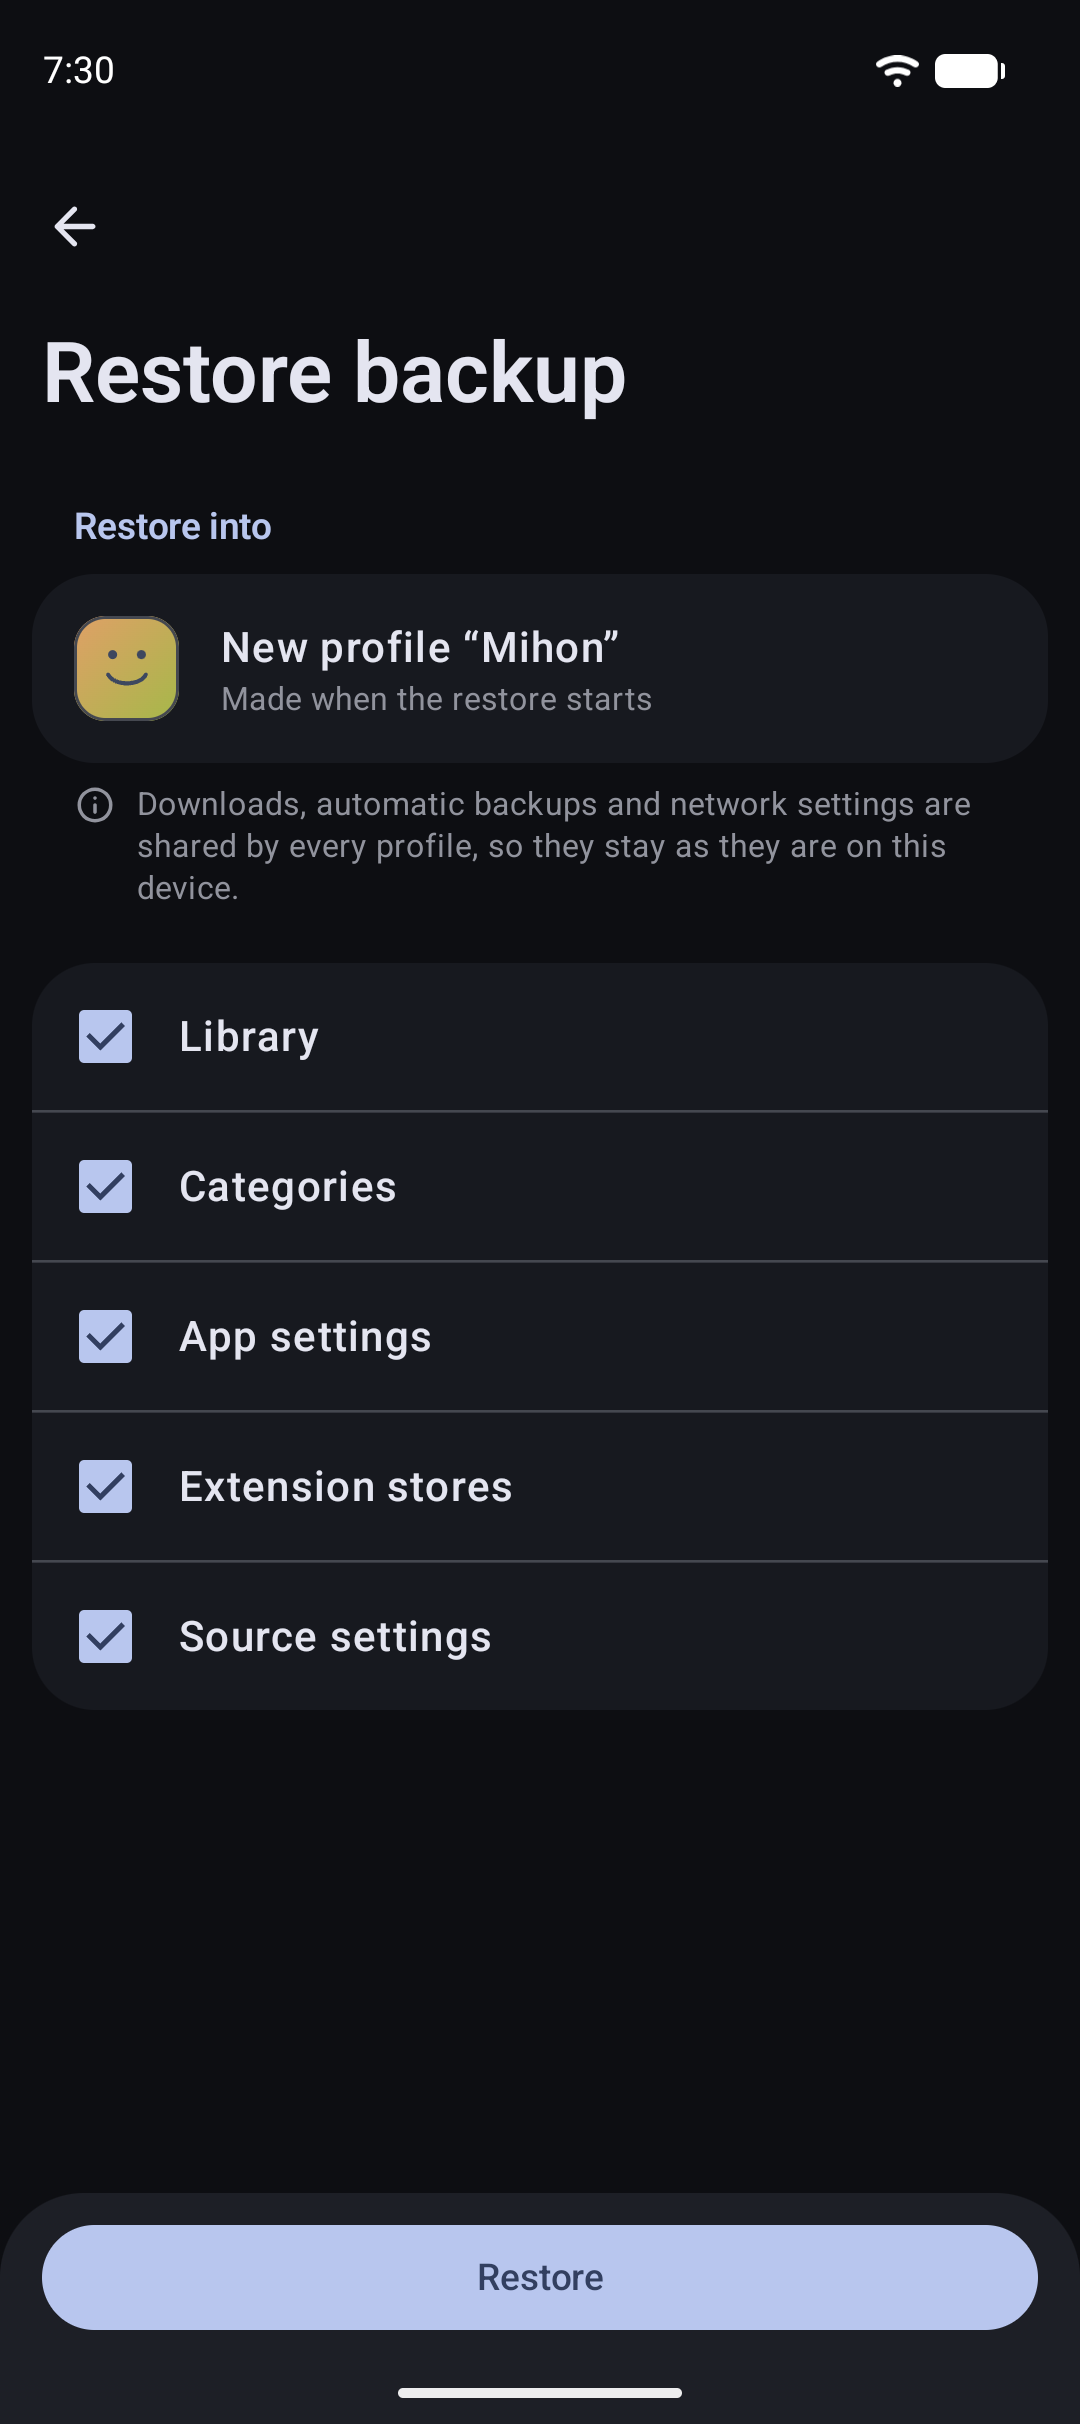 7:30
Restore backup
Restore into
New profile “Mihon”
Made when the restore starts
Downloads, automatic backups and network settings are
shared by every profile, so they stay as they are on this
device.
Library
Categories
App settings
Extension stores
Source settings
Restore